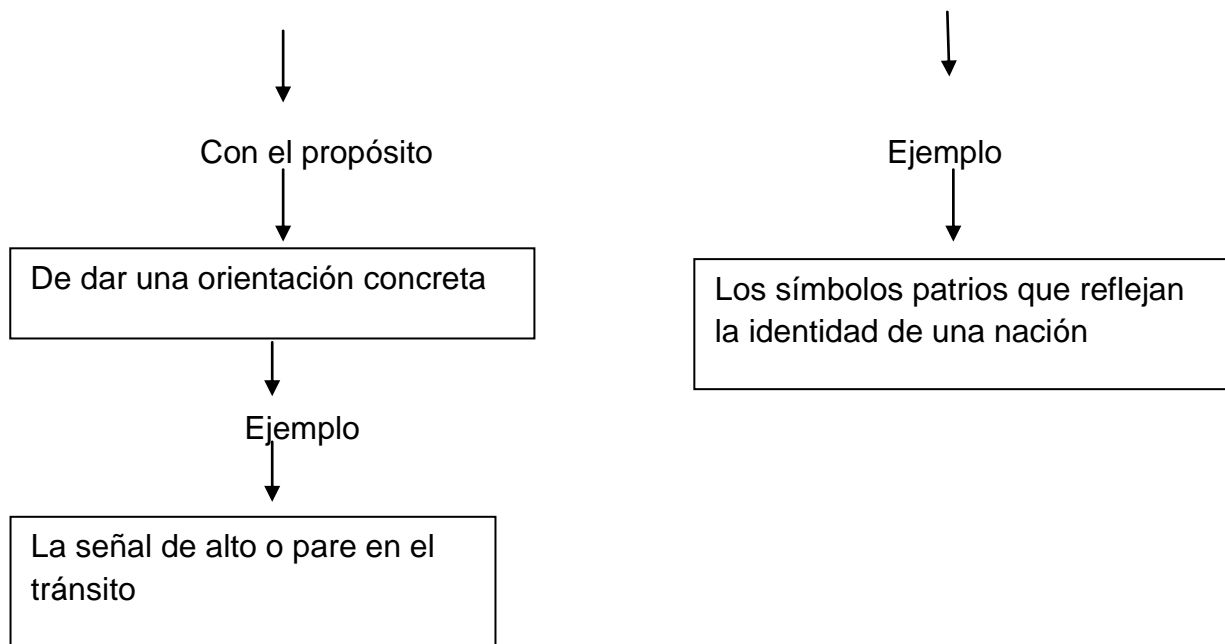 Con el propósito
De dar una orientación concreta
Ejemplo
La señal de alto o pare en el
tránsito
Ejemplo
Los símbolos patrios que reflejan
la identidad de una nación